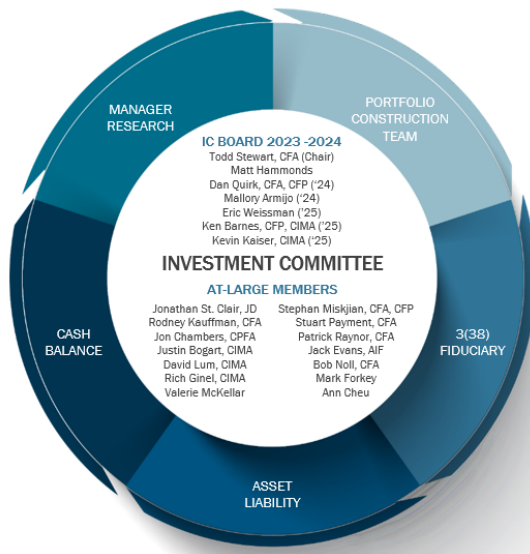 MANAGER
RESEARCH
PORTFOLIO
CONSTRUCTION
TEAM
IC BOARD 2023 -2024
Todd Stewart, CFA (Chair)
Matt Hammonds
Dan Quirk, CFA, CFP (‘24)
Mallory Armijo (‘24)
Eric Weissman (’25)
Ken Barnes, CFP, CIMA (’25)
Kevin Kaiser, CIMA (‘25)
INVESTMENT COMMITTEE
AT-LARGE MEMBERS
Jonathan St. Clair, JD
Rodney Kauffman, CFA
Jon Chambers, CPFA
Justin Bogart, CIMA
David Lum, CIMA
Rich Ginel, CIMA
Valerie McKellar
Stephan Miskjian, CFA, CFP
Stuart Payment, CFA
Patrick Raynor, CFA
Jack Evans, AIF
Bob Noll, CFA
Mark Forkey
Ann Cheu
CASH
BALANCE
3(38)
FIDUCIARY
ASSET
LIABILITY